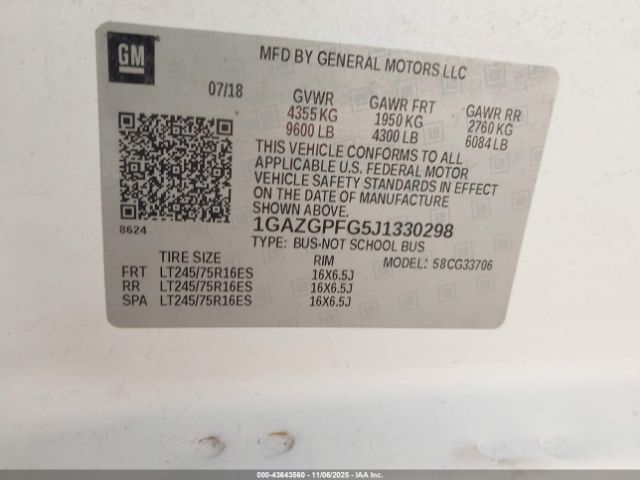 GM
MFD BY GENERAL MOTORS LLC
07/18
GVWR GAWR FRT GAWR RR
4355 KG 1950 KG 2760 KG
9600 LB 4300 LB 6084 LB
THIS VEHICLE CONFORMS TO ALL
APPLICABLE U.S. FEDERAL MOTOR
VEHICLE SAFETY STANDARDS IN EFFECT
ON THE DATE OF MANUFACTURE
SHOWN ABOVE.
8624
1GAZGPFG5J1330298
TYPE: BUS-NOT SCHOOL BUS
TIRE SIZE RIM MODEL: 58CG33706
FRT LT245/75R16ES 16X6.5J
RR LT245/75R16ES 16X6.5J
SPA LT245/75R16ES 16X6.5J
000-43643560 - 11/06/2025 - IAAI.com